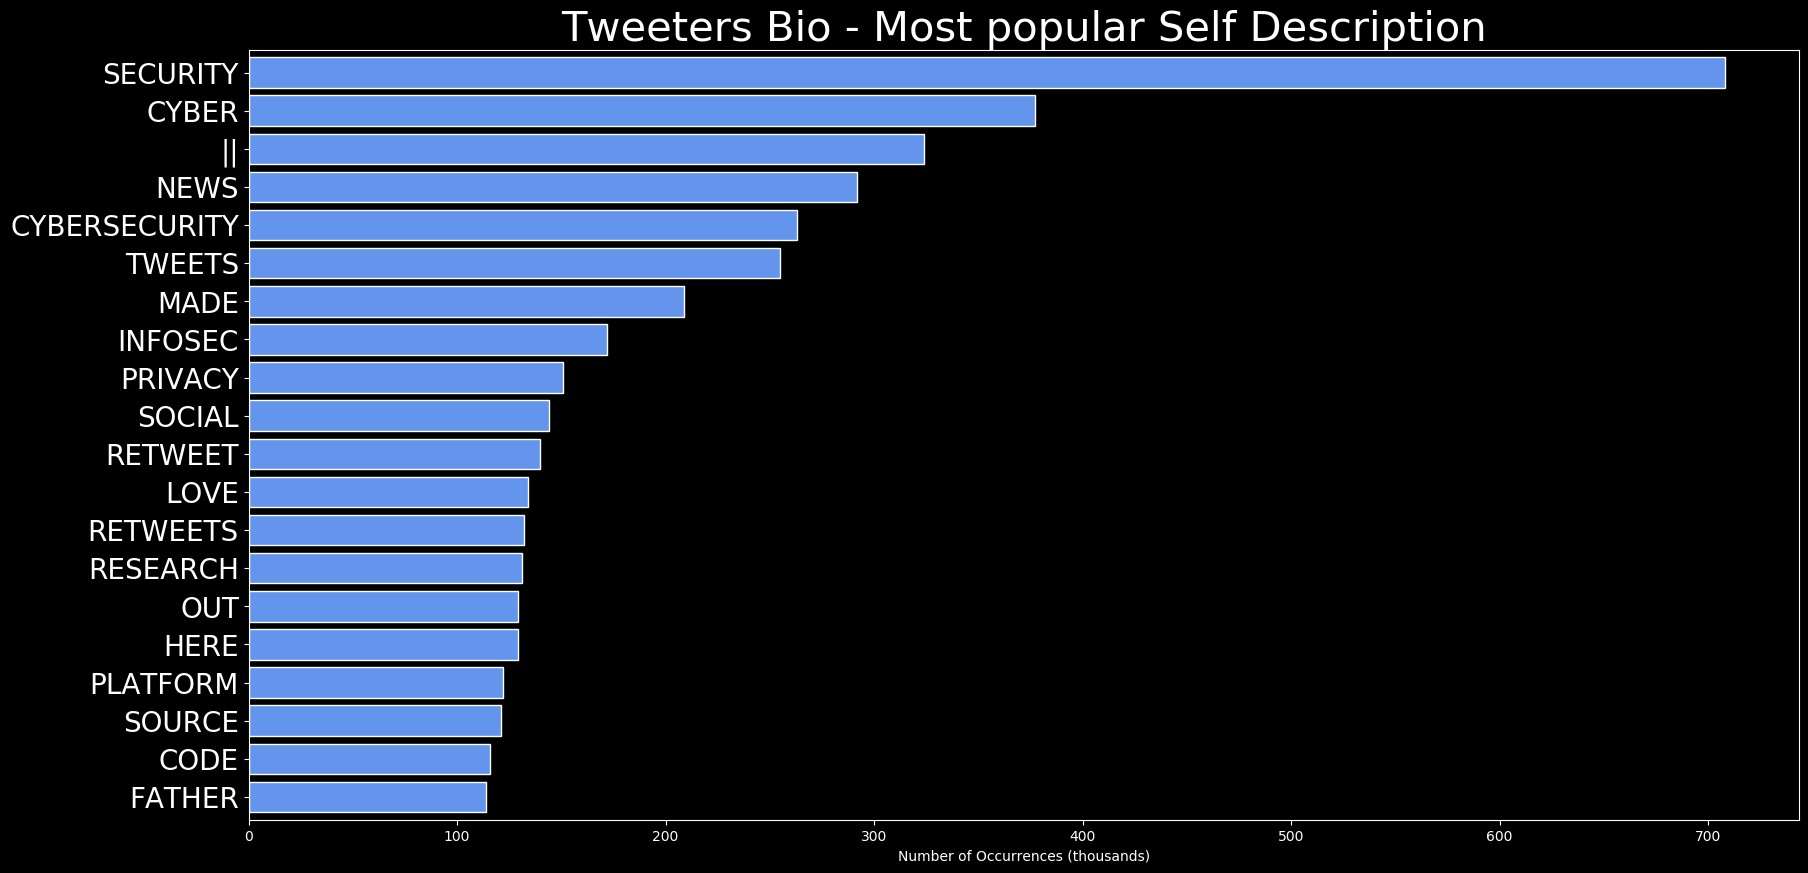 Tweeters Bio - Most popular Self Description
SECURITY
CYBER
||
NEWS
CYBERSECURITY
TWEETS
MADE
INFOSEC
PRIVACY
SOCIAL
RETWEET
LOVE
RETWEETS
RESEARCH
OUT
HERE
PLATFORM
SOURCE
CODE
FATHER
0 100 200 300 400 500 600 700
Number of Occurrences (thousands)